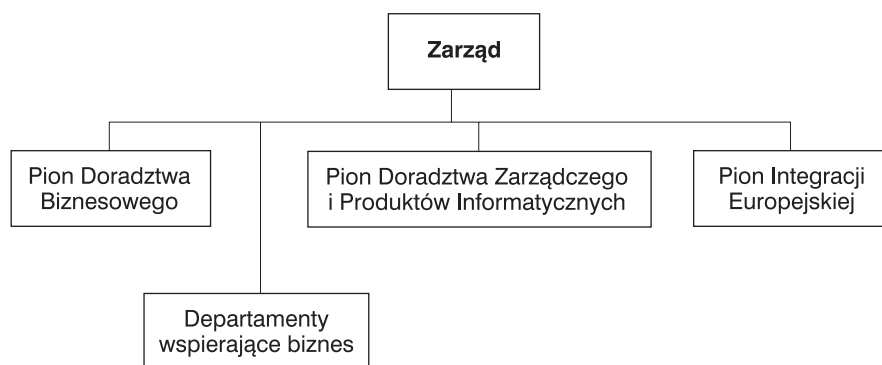 Zarząd
Pion Doradztwa
Biznesowego
Pion Doradztwa Zarządczego
i Produktów Informatycznych
Pion Integracji
Europejskiej
Departamenty
wspierające biznes